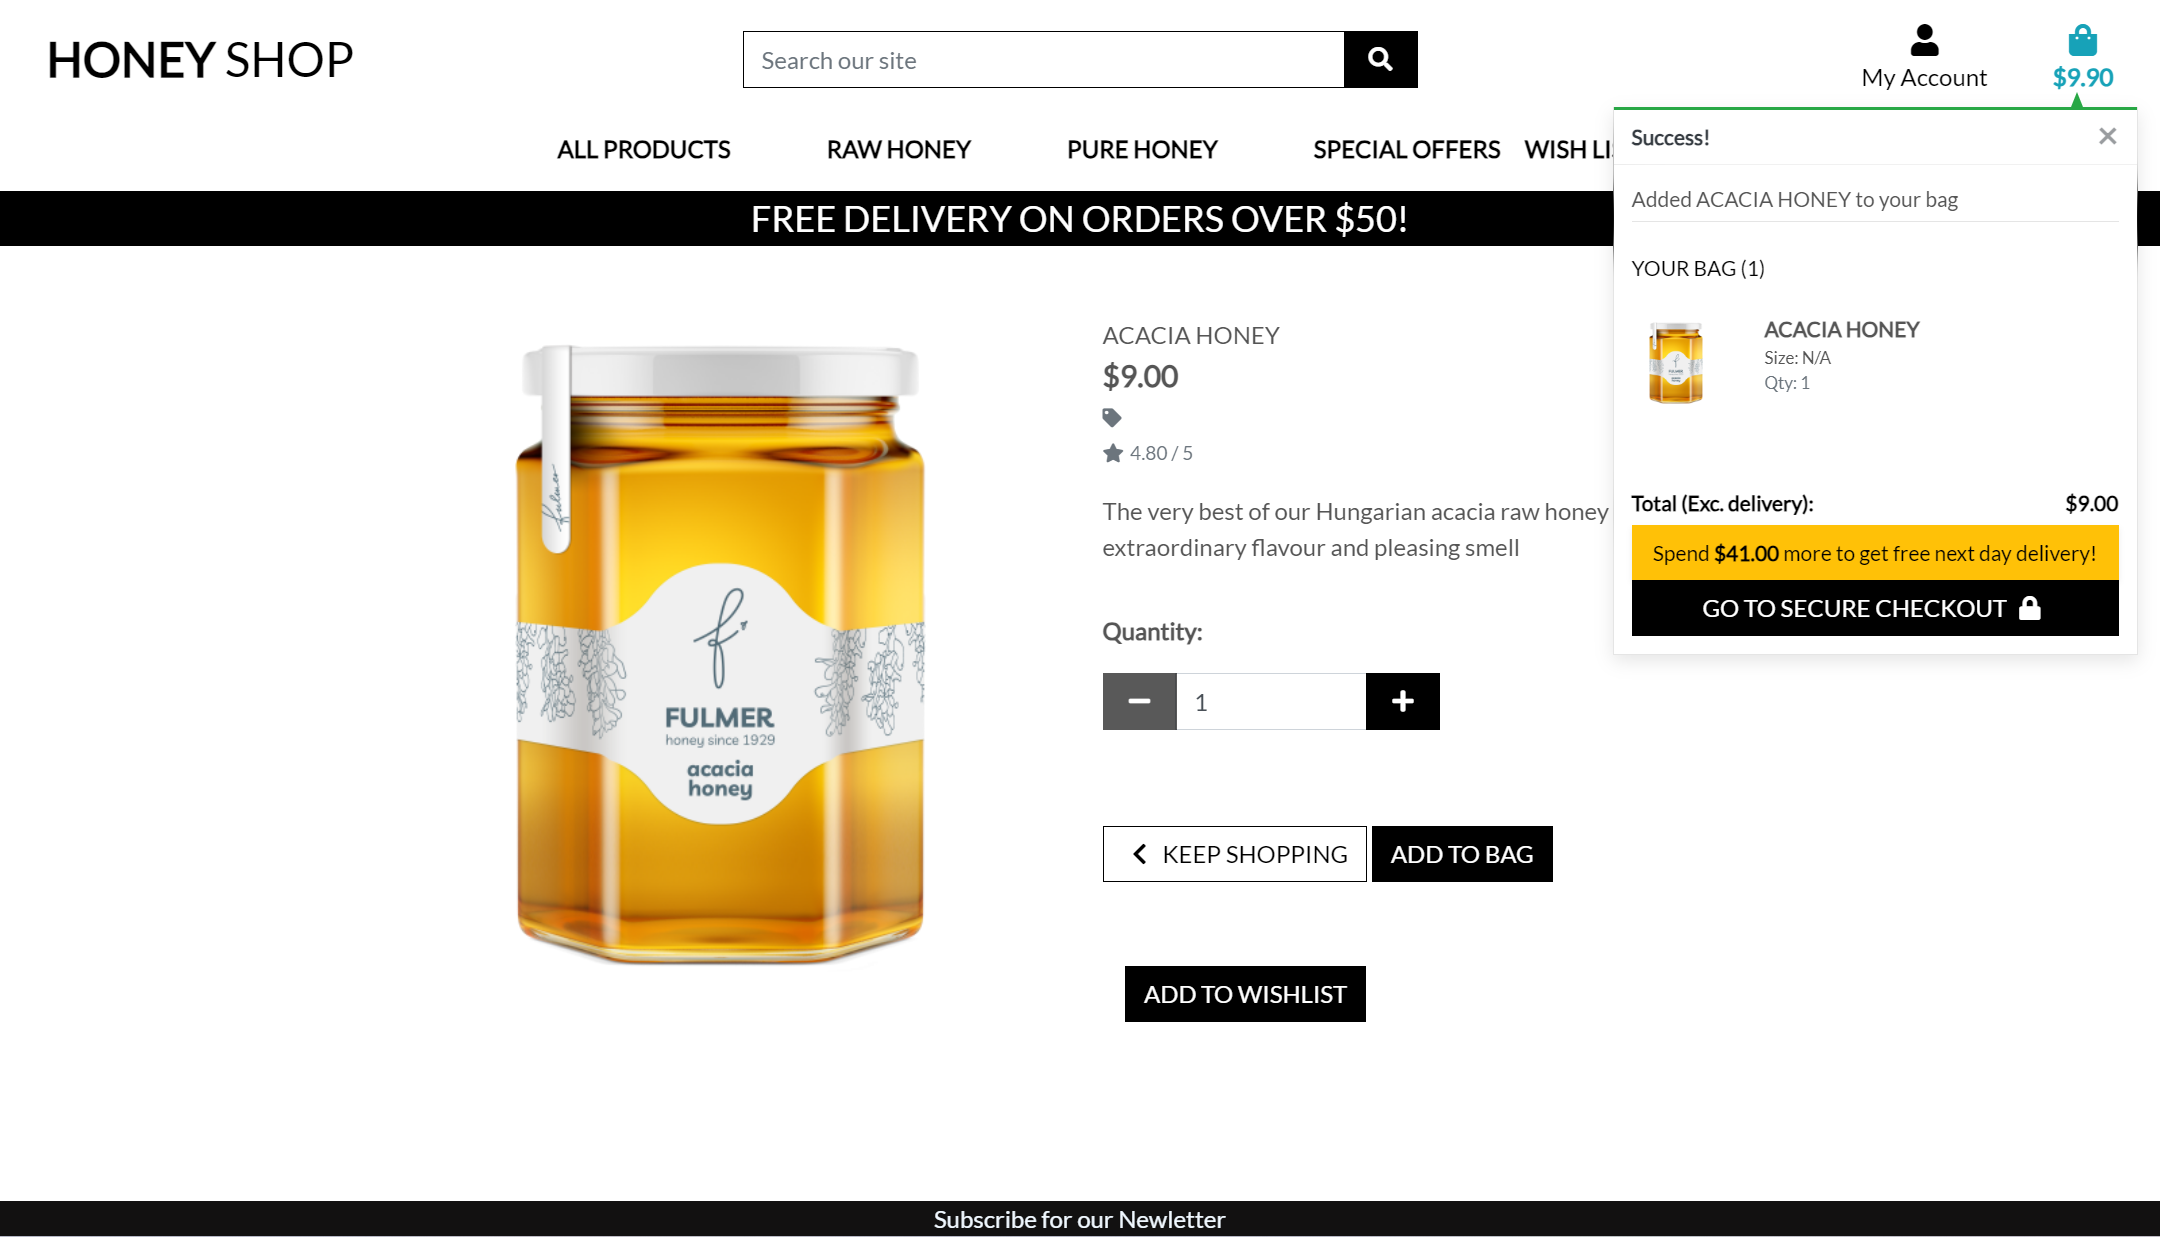 HONEY SHOP
Search our site
My Account
$9.90
ALL PRODUCTS
RAW HONEY
PURE HONEY
SPECIAL OFFERS
WISH LI
FREE DELIVERY ON ORDERS OVER $50!
Success!
Added ACACIA HONEY to your bag
YOUR BAG (1)
ACACIA HONEY
Size: N/A
Qty: 1
Total (Exc. delivery):
$9.00
Spend $41.00 more to get free next day delivery!
GO TO SECURE CHECKOUT
fulmer
f
FULMER
honey since 1929
acacia
honey
ACACIA HONEY
$9.00
4.80 / 5
The very best of our Hungarian acacia raw honey
extraordinary flavour and pleasing smell
Quantity:
1
KEEP SHOPPING
ADD TO BAG
ADD TO WISHLIST
Subscribe for our Newletter